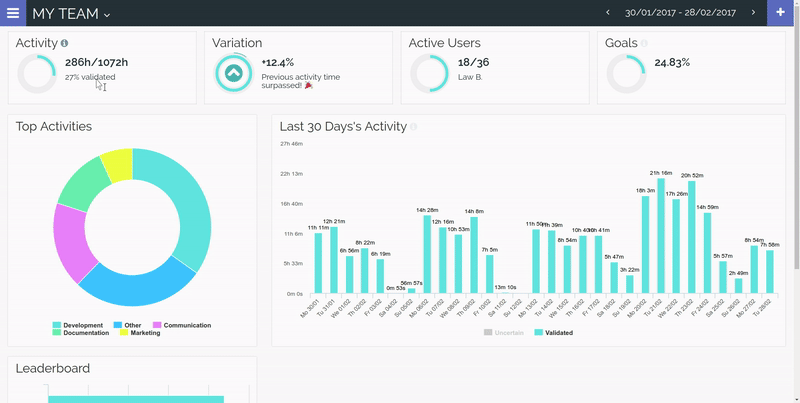 MY TEAM
30/01/2017 - 28/02/2017
Activity
286h/1072h
27% validated
Variation
+12.4%
Previous activity time
surpassed!
Active Users
18/36
Law B.
Goals
24.83%
Top Activities
Development
Other
Communication
Documentation
Marketing
Last 30 Days's Activity
27h 46m
22h 13m
16h 40m
11h 6m
5h 33m
0m 0s
11h 11m
12h 21m
6h 56m
8h 22m
6h 19m
0m 53s
56m 57s
14h 28m
12h 16m
10h 53m
14h 8m
7h 5m
13m 10s
11h 39m
8h 54m
10h 41m
5h 47m
3h 22m
18h 3m
21h 16m
17h 26m
20h 52m
14h 59m
5h 57m
2h 49m
8h 54m
7h 56m
Mo 30/01
Tu 31/01
We 01/02
Th 02/02
Fr 03/02
Sa 04/02
Su 05/02
Mo 06/02
Tu 07/02
We 08/02
Th 09/02
Fr 10/02
Sa 11/02
Su 12/02
Mo 13/02
Tu 14/02
We 15/02
Th 16/02
Fr 17/02
Sa 18/02
Su 19/02
Mo 20/02
Tu 21/02
We 22/02
Th 23/02
Fr 24/02
Sa 25/02
Su 26/02
Mo 27/02
Tu 28/02
Uncertain
Validated
Leaderboard